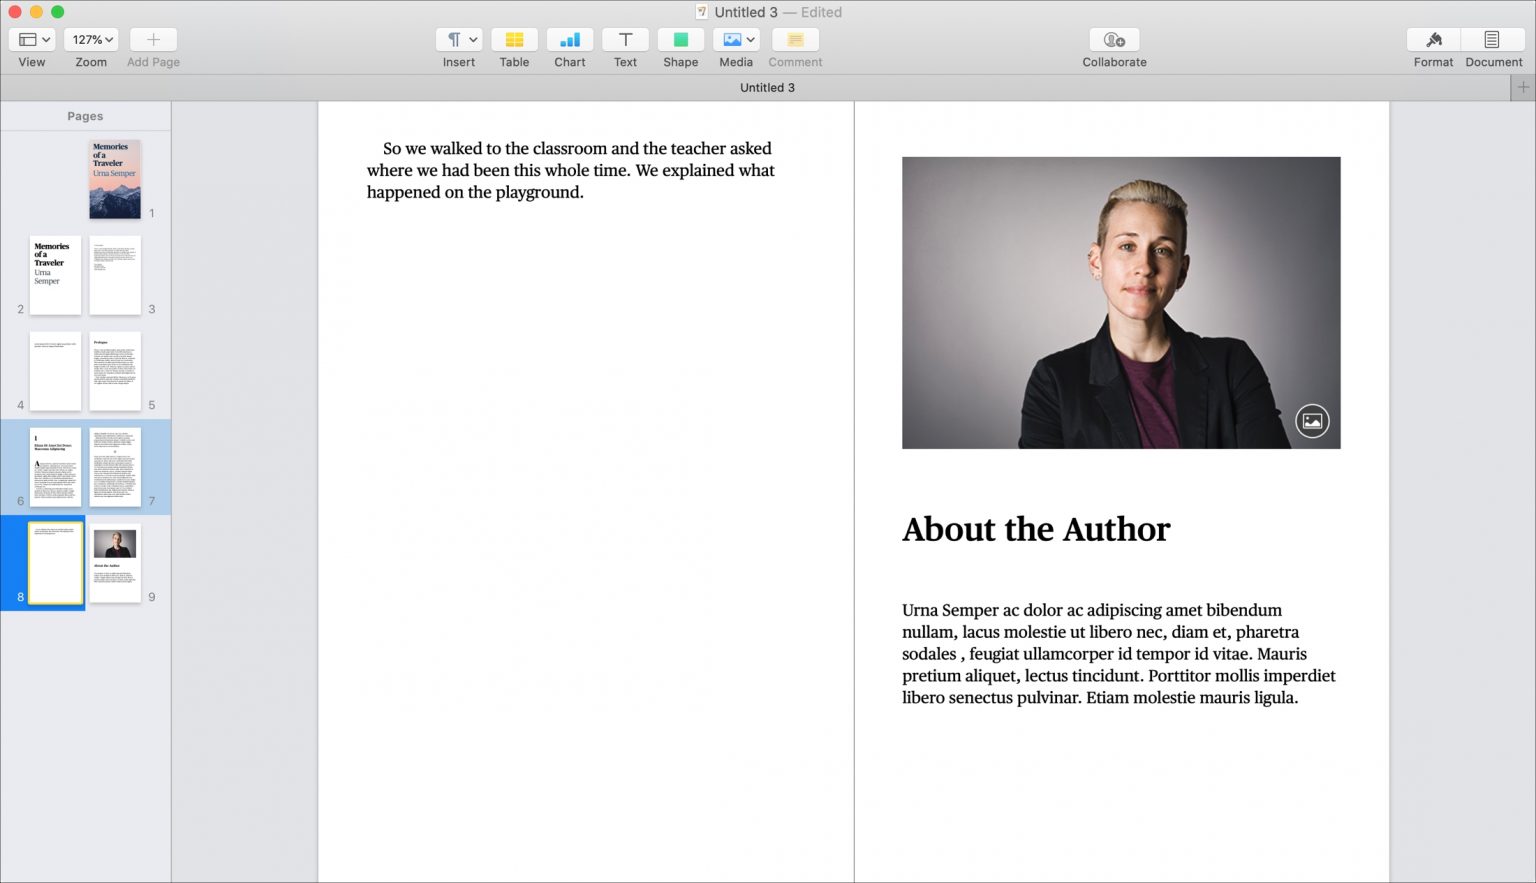 Untitled 3 — Edited
127%
View
Zoom
Add Page
Insert
Table
Chart
Text
Shape
Media
Comment
Collaborate
Format
Document
Untitled 3
Pages
Memories
of a
Traveler
Urna Semper
1
Memories
of a
Traveler
Urna
Semper
2
3
4
Prologue
5
6
7
8
About the Author
9
So we walked to the classroom and the teacher asked
where we had been this whole time. We explained what
happened on the playground.
About the Author
Urna Semper ac dolor ac adipiscing amet bibendum
nullam, lacus molestie ut libero nec, diam et, pharetra
sodales , feugiat ullamcorper id tempor id vitae. Mauris
pretium aliquet, lectus tincidunt. Porttitor mollis imperdiet
libero senectus pulvinar. Etiam molestie mauris ligula.